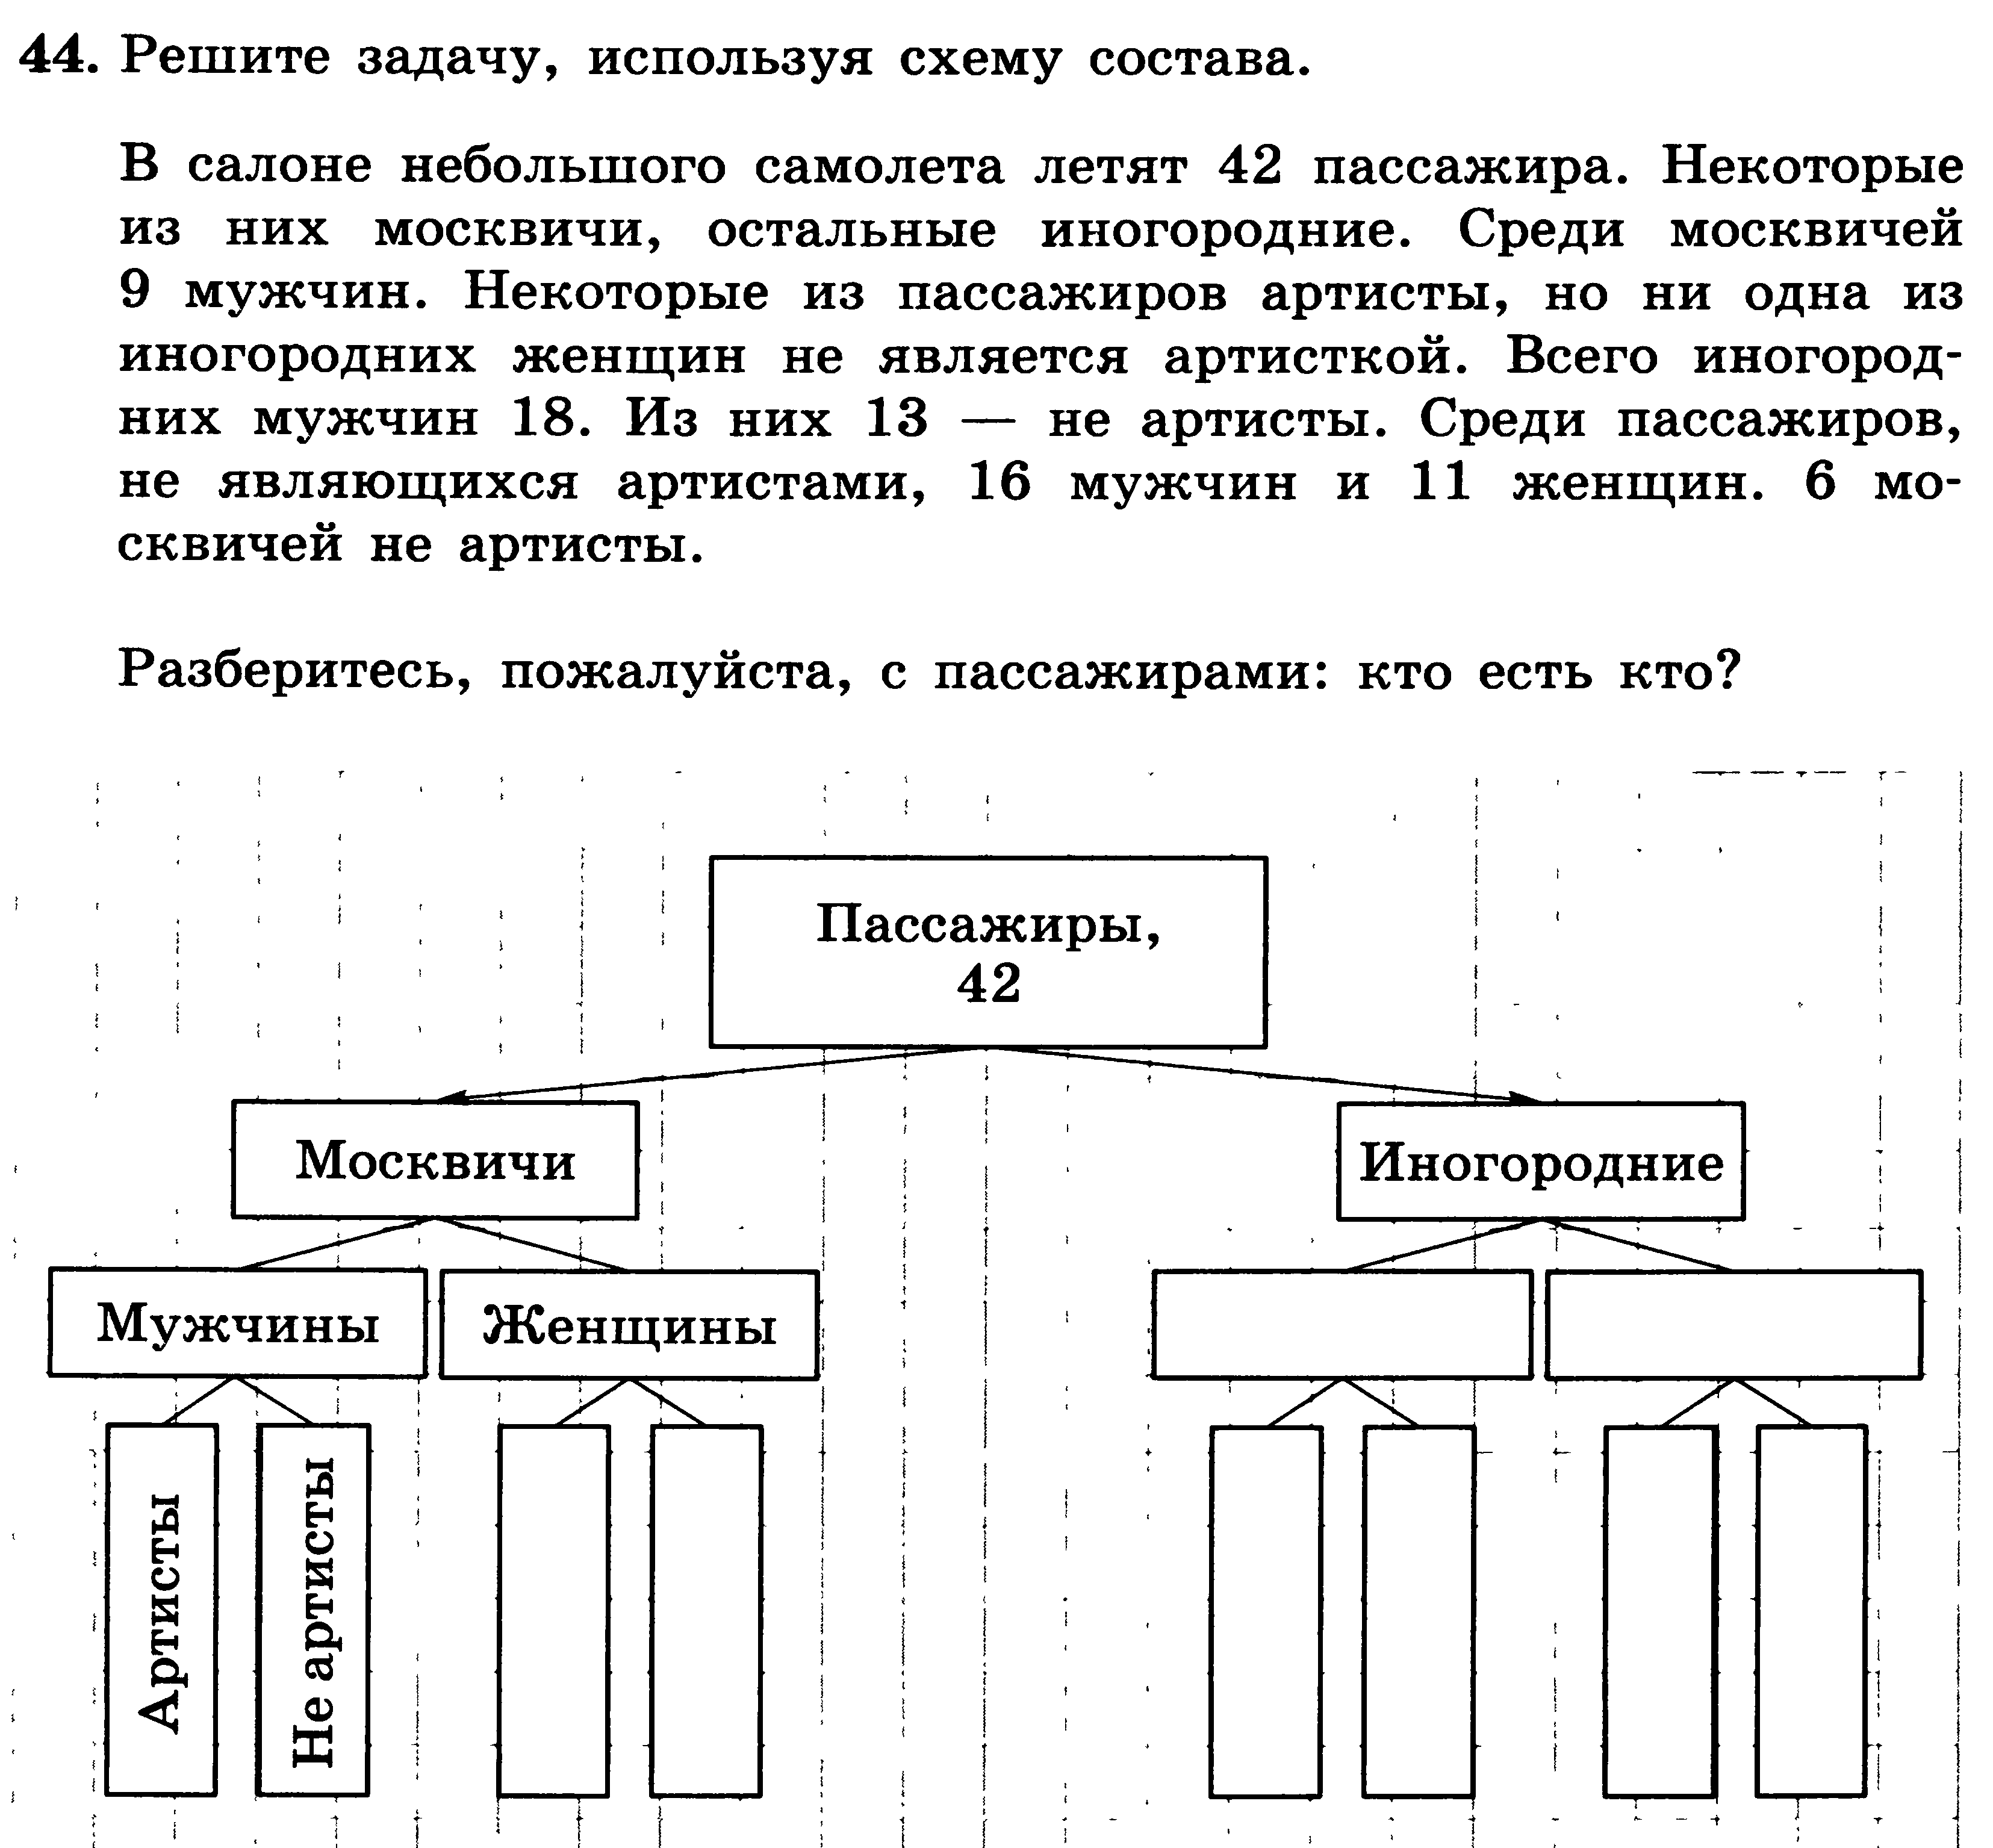 44. Решите задачу, используя схему состава.
В салоне небольшого самолета летят 42 пассажира. Некоторые
из них москвичи, остальные иногородние. Среди москвичей
9 мужчин. Некоторые из пассажиров артисты, но ни одна из
иногородних женщин не является артисткой. Всего иногород-
них мужчин 18. Из них 13 — не артисты. Среди пассажиров,
не являющихся артистами, 16 мужчин и 11 женщин. 6 мо-
сквичей не артисты.
Разберитесь, пожалуйста, с пассажирами: кто есть кто?
Пассажиры,
42
Москвичи
Иногородние
Мужчины
Женщины
Артисты
Не артисты